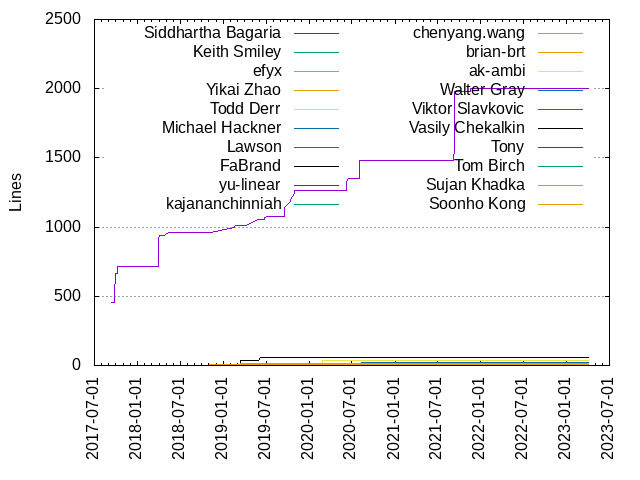 Siddhartha Bagaria
Keith Smiley
efyx
Yikai Zhao
Todd Derr
Michael Hackner
Lawson
FaBrand
yu-linear
kajananchinniah
chenyang.wang
brian-brt
ak-ambi
Walter Gray
Viktor Slavkovic
Vasily Chekalkin
Tony
Tom Birch
Sujan Khadka
Soonho Kong
Lines
2500
2000
1500
1000
500
0
2017-07-01
2018-01-01
2018-07-01
2019-01-01
2019-07-01
2020-01-01
2020-07-01
2021-01-01
2021-07-01
2022-01-01
2022-07-01
2023-01-01
2023-07-01